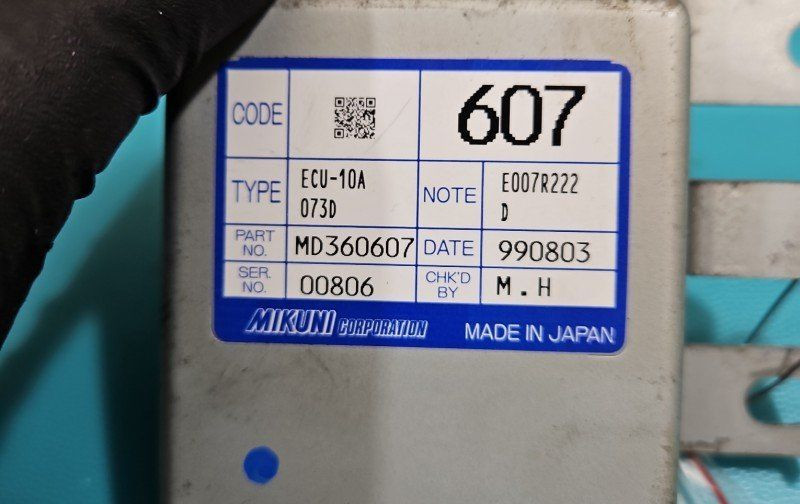 CODE 607
TYPE ECU-10A NOTE E007R222
073D D
PART NO. MD360607 DATE 990803
SER. NO. 00806 CHK'D BY M.H
MIKUNI CORPORATION MADE IN JAPAN